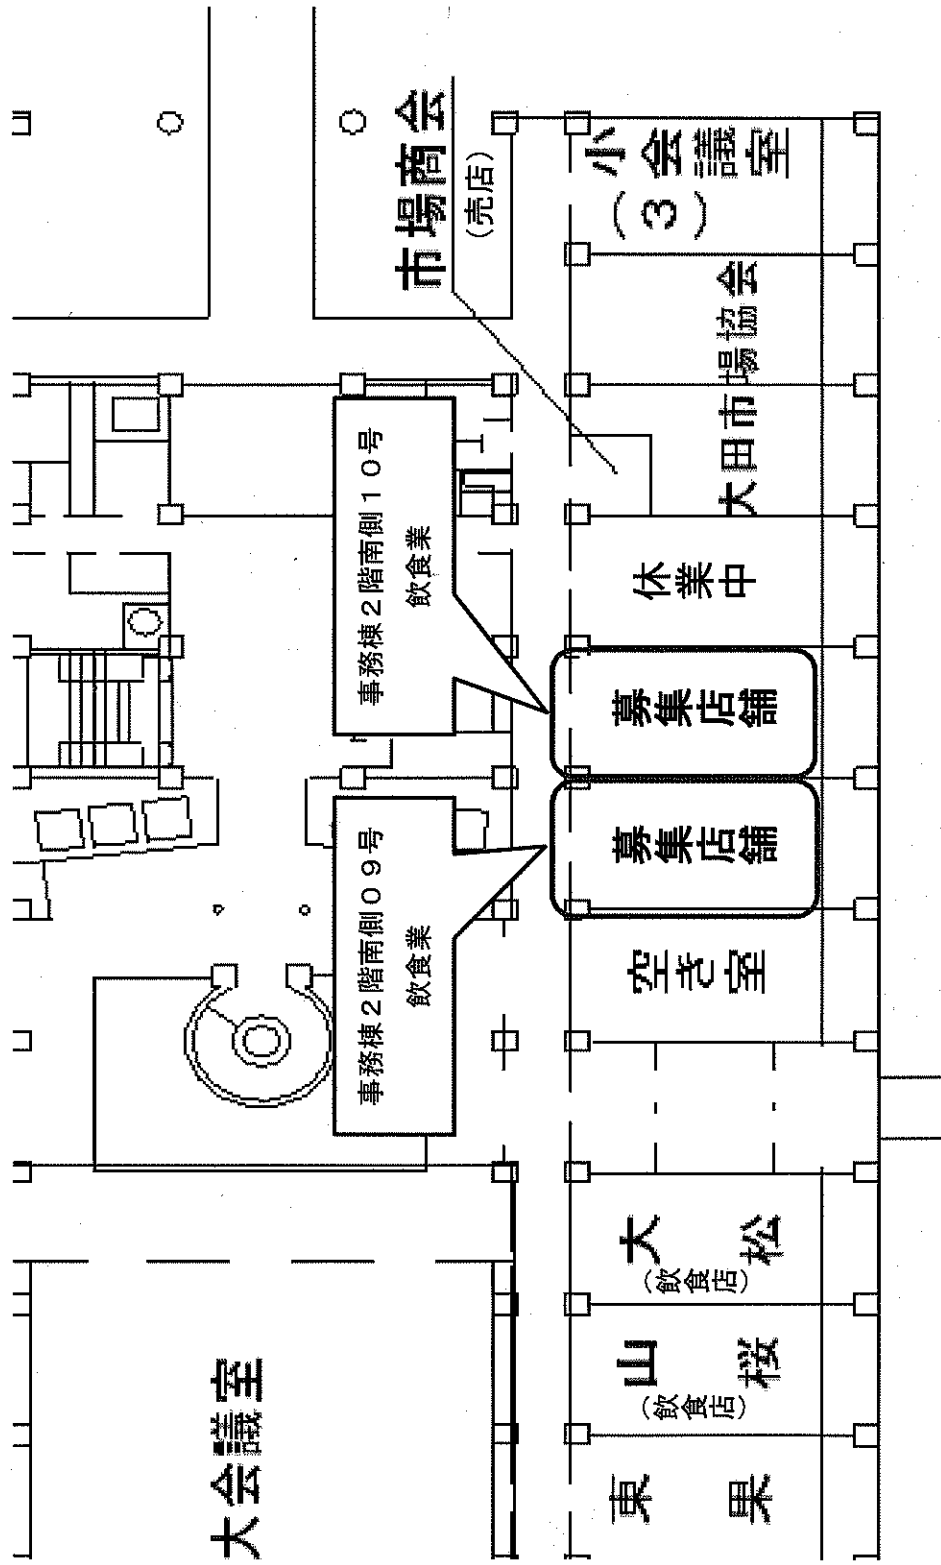 大会議室
事務棟２階南側０９号
飲食業
事務棟２階南側１０号
飲食業
市場商会
（売店）
東果
山桜
（飲食店）
大松
（飲食店）
空き室
募集店舗
募集店舗
休業中
大田市場協会
小会議室
（３）